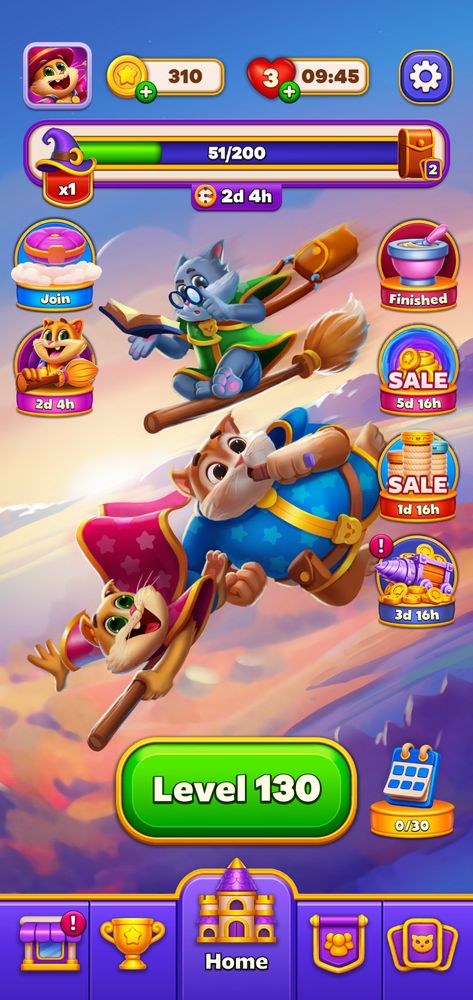 310
3
09:45
51/200
x1
2
2d 4h
Join
Finished
2d 4h
SALE
5d 16h
SALE
1d 16h
!
3d 16h
Level 130
0/30
!
Home